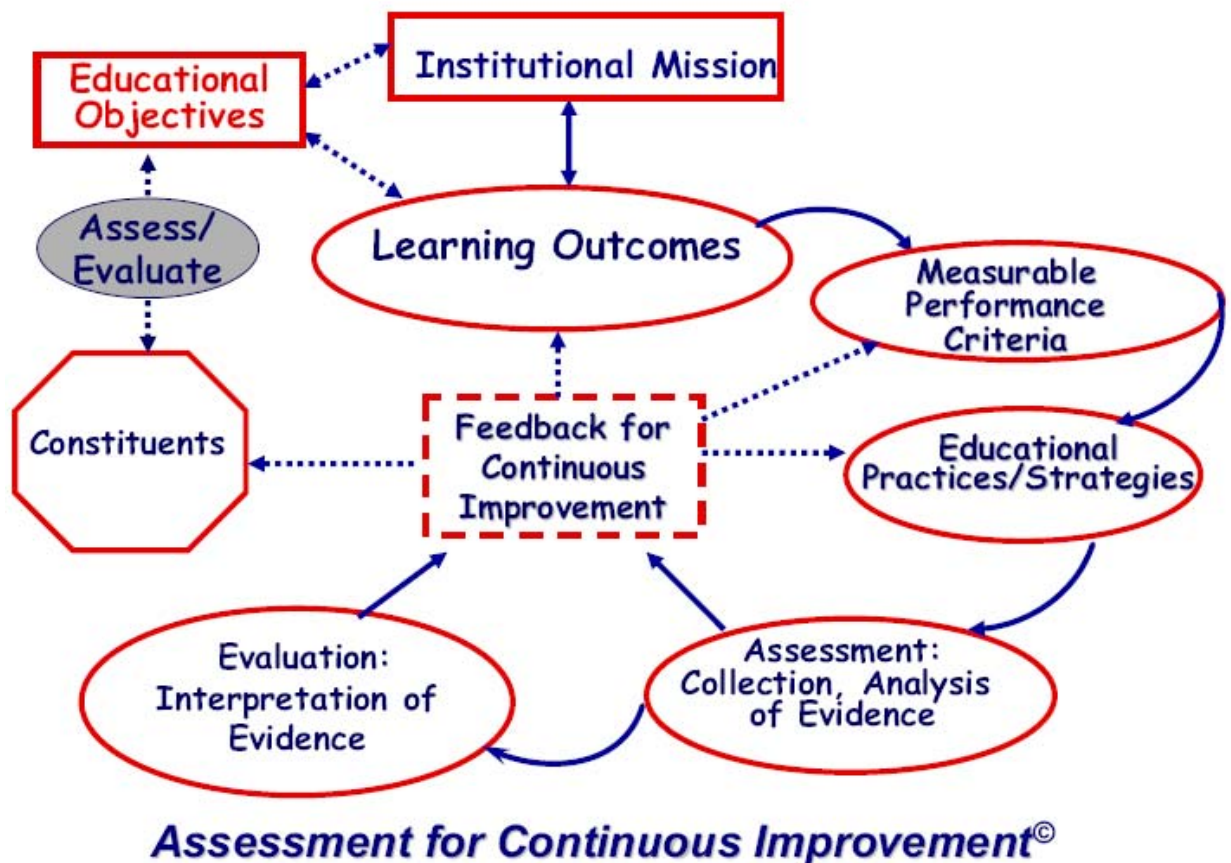 Educational
Objectives
Institutional Mission
Assess/
Evaluate
Learning Outcomes
Measurable
Performance
Criteria
Constituents
Feedback for
Continuous
Improvement
Educational
Practices/Strategies
Evaluation:
Interpretation of
Evidence
Assessment:
Collection, Analysis
of Evidence
Assessment for Continuous Improvement©